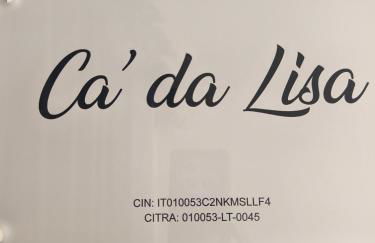 Ca' da Lisa
CIN: IT010053C2NKMSLLF4
CITRA: 010053-LT-0045